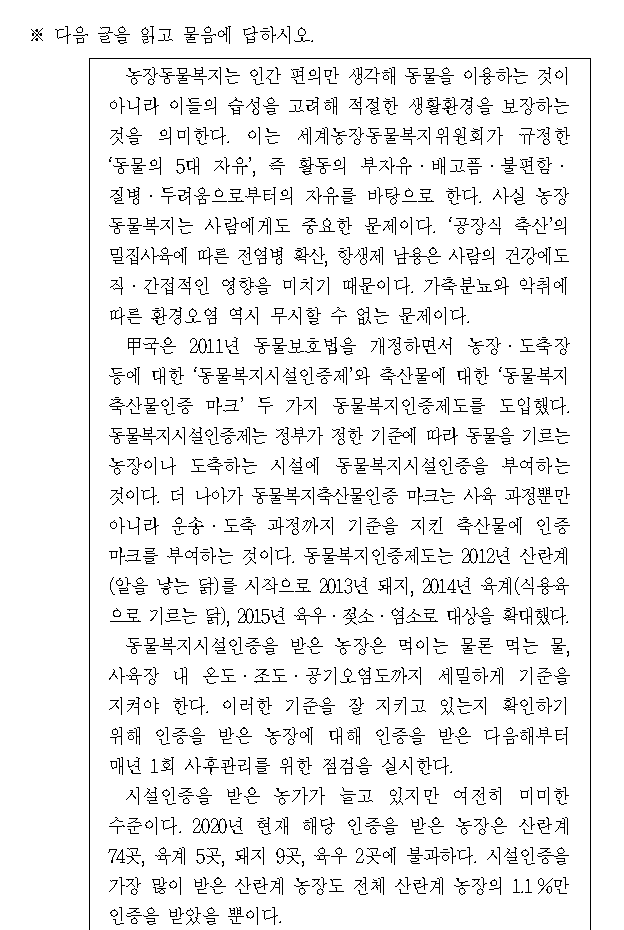 ※ 다음 글을 읽고 물음에 답하시오.
농장동물복지는 인간 편의만 생각해 동물을 이용하는 것이
아니라 이들의 습성을 고려해 적절한 생활환경을 보장하는
것을 의미한다. 이는 세계농장동물복지위원회가 규정한
‘동물의 5대 자유’, 즉 활동의 부자유·배고픔·불편함·
질병·두려움으로부터의 자유를 바탕으로 한다. 사실 농장
동물복지는 사람에게도 중요한 문제이다. ‘공장식 축산’의
밀집사육에 따른 전염병 확산, 항생제 남용은 사람의 건강에도
직·간접적인 영향을 미치기 때문이다. 가축분뇨와 악취에
따른 환경오염 역시 무시할 수 없는 문제이다.
甲국은 2011년 동물보호법을 개정하면서 농장·도축장
등에 대한 ‘동물복지시설인증제’와 축산물에 대한 ‘동물복지
축산물인증 마크’ 두 가지 동물복지인증제도를 도입했다.
동물복지시설인증제는 정부가 정한 기준에 따라 동물을 기르는
농장이나 도축하는 시설에 동물복지시설인증을 부여하는
것이다. 더 나아가 동물복지축산물인증 마크는 사육 과정뿐만
아니라 운송·도축 과정까지 기준을 지킨 축산물에 인증
마크를 부여하는 것이다. 동물복지인증제도는 2012년 산란계
(알을 낳는 닭)를 시작으로 2013년 돼지, 2014년 육계(식용육
으로 기르는 닭), 2015년 육우·젖소·염소로 대상을 확대했다.
동물복지시설인증을 받은 농장은 먹이는 물론 먹는 물,
사육장 내 온도·조도·공기오염도까지 세밀하게 기준을
지켜야 한다. 이러한 기준을 잘 지키고 있는지 확인하기
위해 인증을 받은 농장에 대해 인증을 받은 다음해부터
매년 1회 사후관리를 위한 점검을 실시한다.
시설인증을 받은 농가가 늘고 있지만 여전히 미미한
수준이다. 2020년 현재 해당 인증을 받은 농장은 산란계
74곳, 육계 5곳, 돼지 9곳, 육우 2곳에 불과하다. 시설인증을
가장 많이 받은 산란계 농장도 전체 산란계 농장의 1.1%만
인증을 받았을 뿐이다.